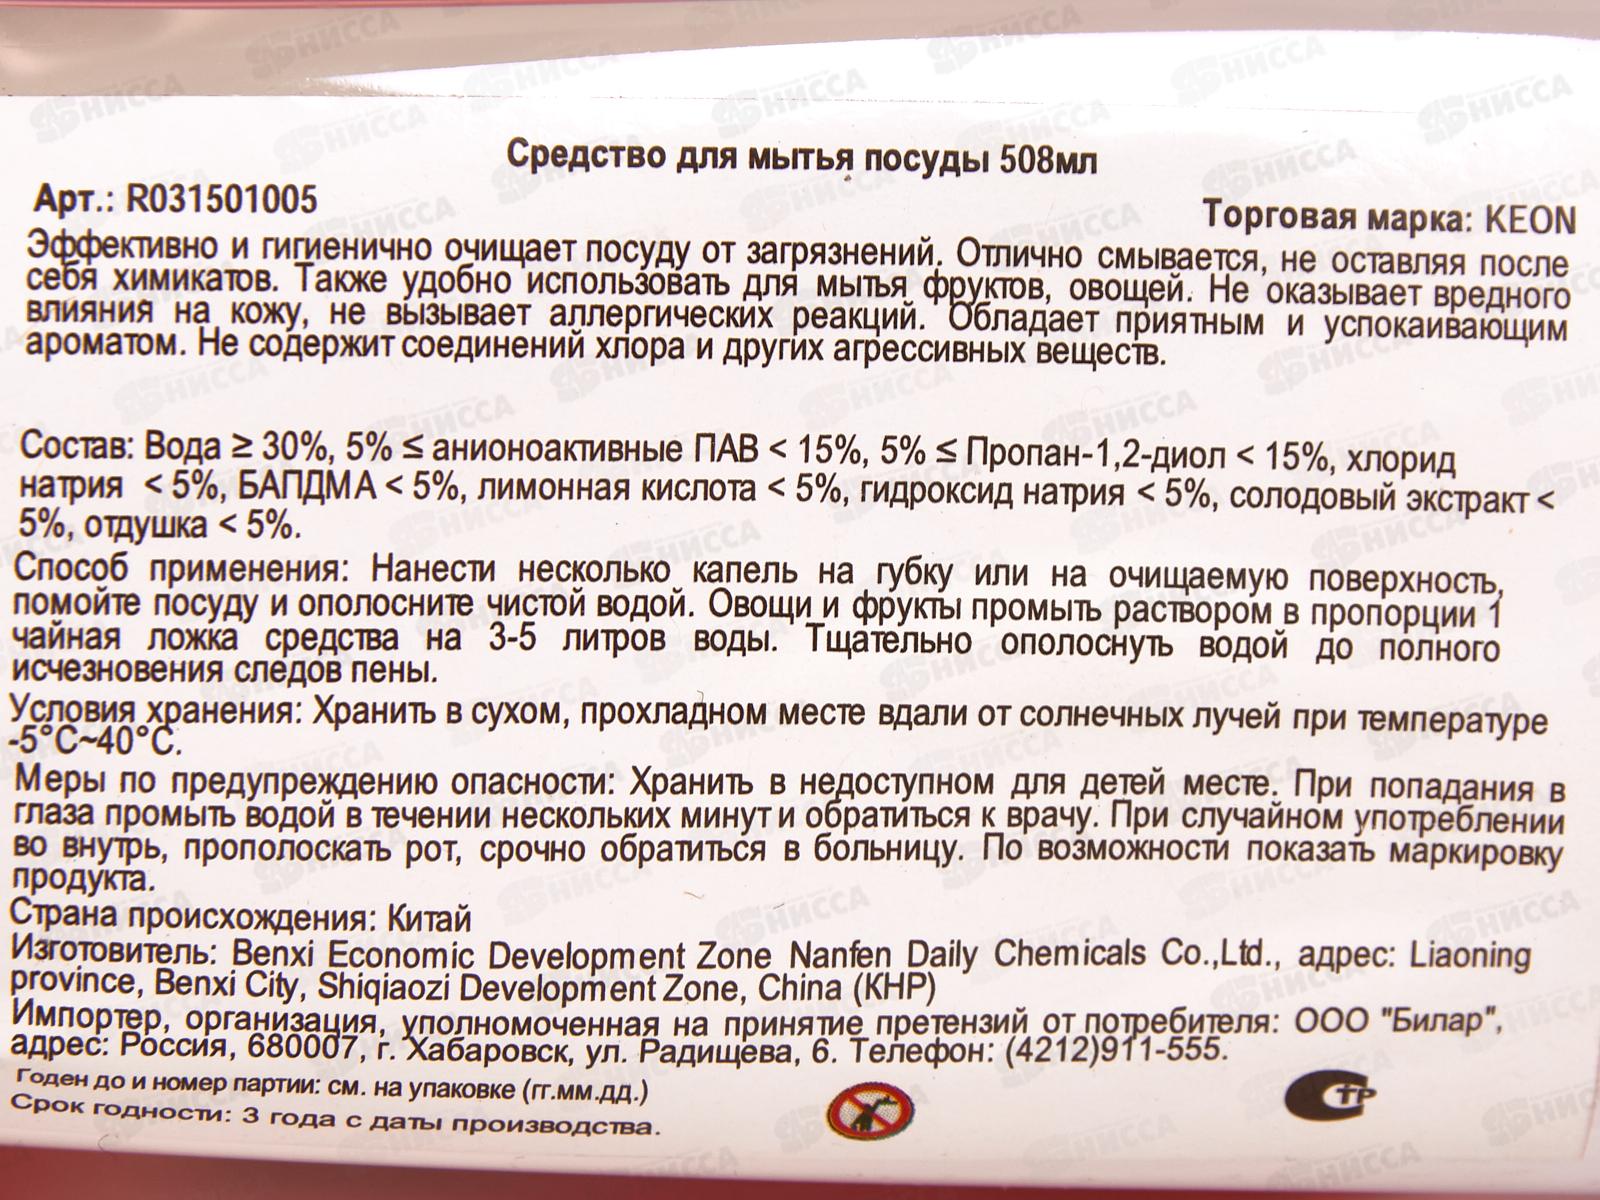 Средство для мытья посуды 508мл
Арт.: R031501005
Торговая марка: KEON
Эффективно и гигиенично очищает посуду от загрязнений. Отлично смывается, не оставляя после
себя химикатов. Также удобно использовать для мытья фруктов, овощей. Не оказывает вредного
влияния на кожу, не вызывает аллергических реакций. Обладает приятным и успокаивающим
ароматом. Не содержит соединений хлора и других агрессивных веществ.
Состав: Вода ≥ 30%, 5% ≤ анионоактивные ПАВ < 15%, 5% ≤ Пропан-1,2-диол < 15%, хлорид
натрия < 5%, БАПДМА < 5%, лимонная кислота < 5%, гидроксид натрия < 5%, солодовый экстракт <
5%, отдушка < 5%.
Способ применения: Нанести несколько капель на губку или на очищаемую поверхность,
помойте посуду и ополосните чистой водой. Овощи и фрукты промыть раствором в пропорции 1
чайная ложка средства на 3-5 литров воды. Тщательно ополоснуть водой до полного
исчезновения следов пены.
Условия хранения: Хранить в сухом, прохладном месте вдали от солнечных лучей при температуре
-5°C~40°C.
Меры по предупреждению опасности: Хранить в недоступном для детей месте. При попадания в
глаза промыть водой в течении нескольких минут и обратиться к врачу. При случайном употреблении
во внутрь, прополоскать рот, срочно обратиться в больницу. По возможности показать маркировку
продукта.
Страна происхождения: Китай
Изготовитель: Benxi Economic Development Zone Nanfen Daily Chemicals Co.,Ltd., адрес: Liaoning
province, Benxi City, Shiqiaozi Development Zone, China (КНР)
Импортер, организация, уполномоченная на принятие претензий от потребителя: ООО "Билар",
адрес: Россия, 680007, г. Хабаровск, ул. Радищева, 6. Телефон: (4212)911-555.
Годен до и номер партии: см. на упаковке (гг.мм.дд.)
Срок годности: 3 года с даты производства.
СТР
НИССА